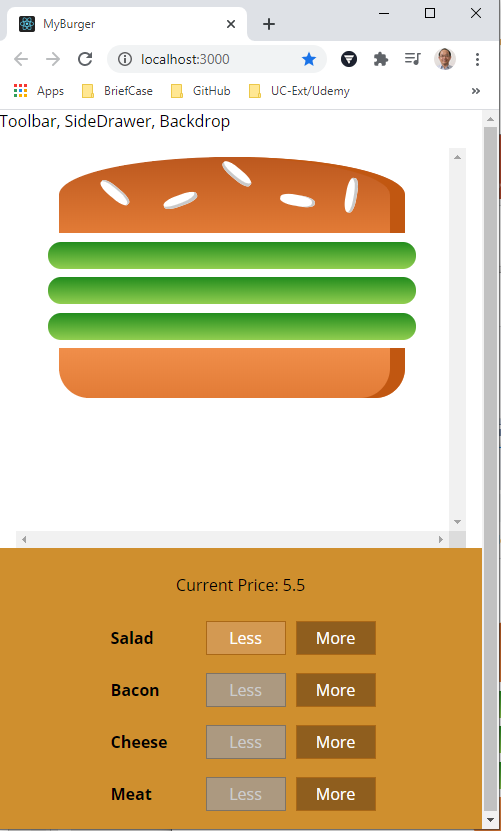 MyBurger
localhost:3000
Apps BriefCase GitHub UC-Ext/Udemy »
Toolbar, SideDrawer, Backdrop
Current Price: 5.5
Salad Less More
Bacon Less More
Cheese Less More
Meat Less More